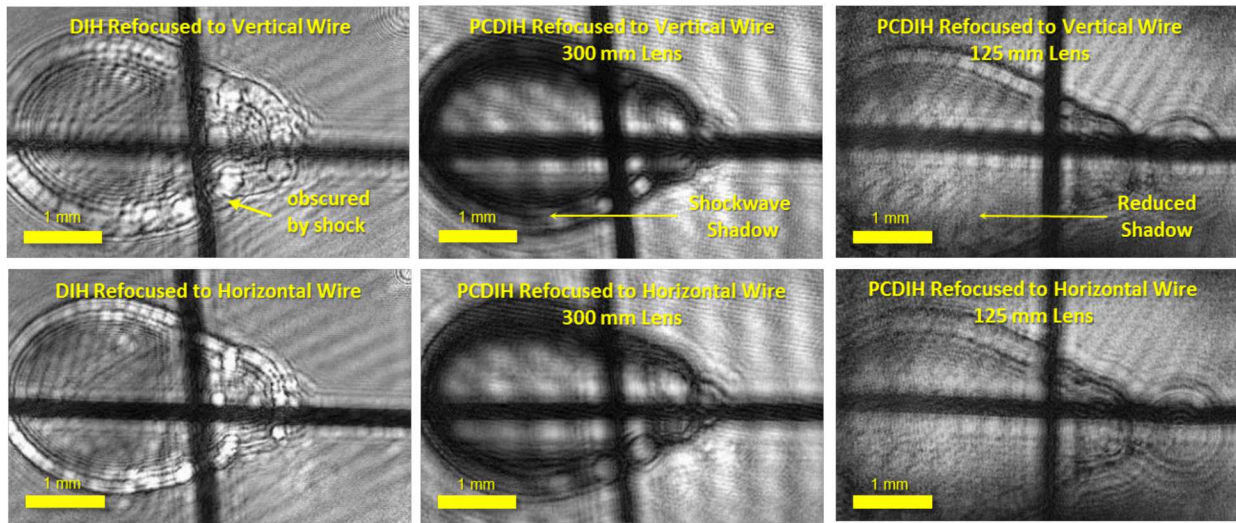 DIH Refocused to Vertical Wire
obscured
by shock
1 mm
PCDIH Refocused to Vertical Wire
300 mm Lens
Shockwave
Shadow
1 mm
PCDIH Refocused to Vertical Wire
125 mm Lens
Reduced
Shadow
1 mm
DIH Refocused to Horizontal Wire
1 mm
PCDIH Refocused to Horizontal Wire
300 mm Lens
1 mm
PCDIH Refocused to Horizontal Wire
125 mm Lens
1 mm